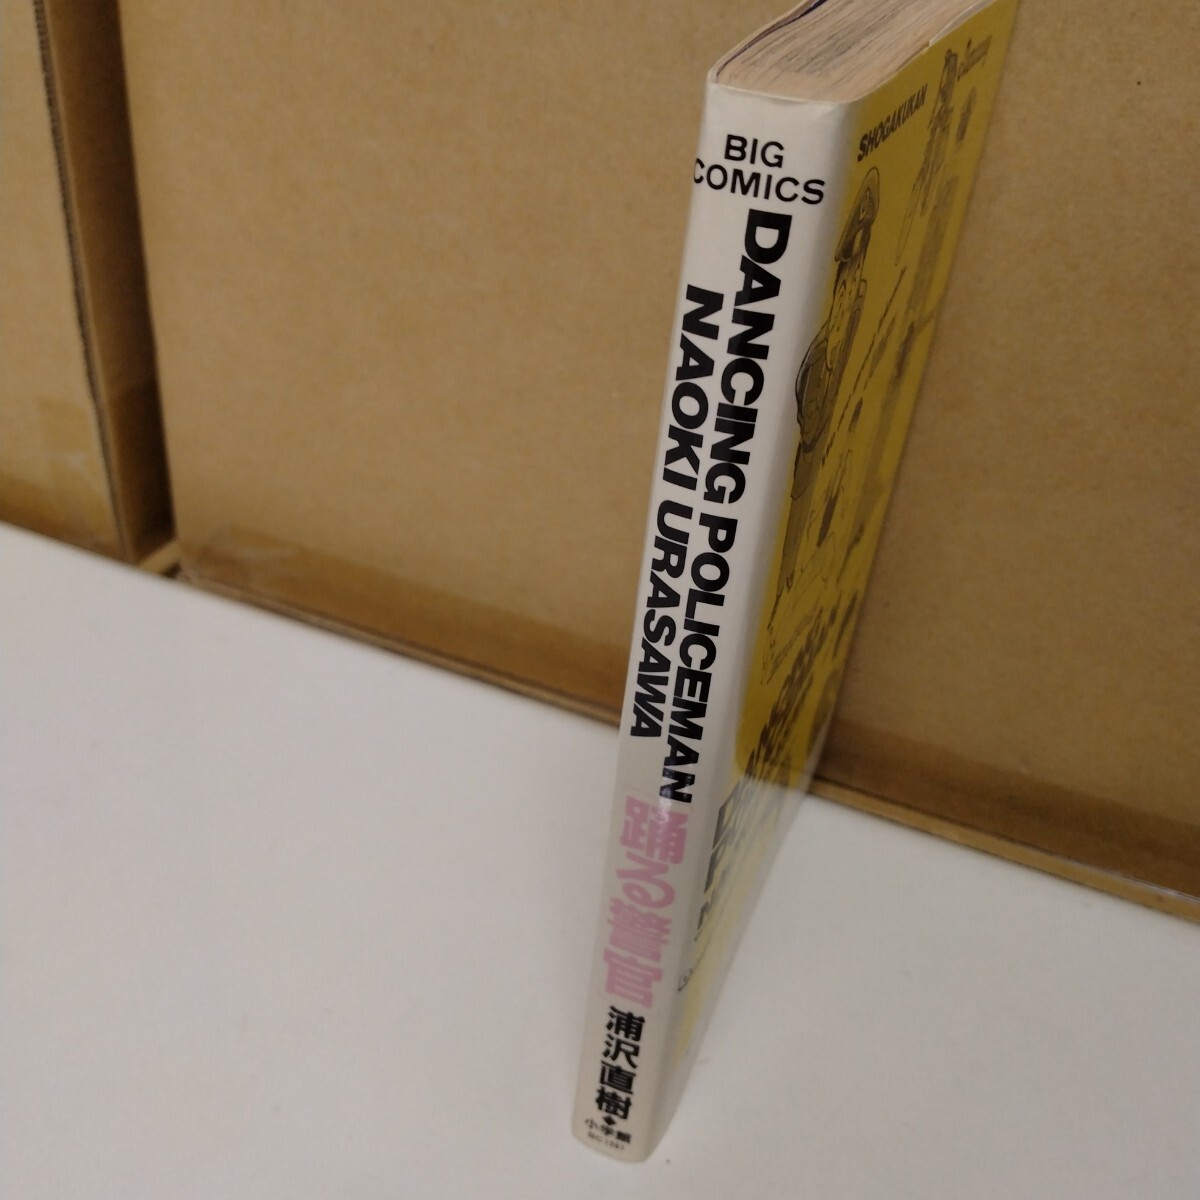 BIG
COMICS
DANCING POLICEMAN
NAOKI URASAWA
踊る警官
浦沢直樹◆
小学館
SHOGAKUKAN